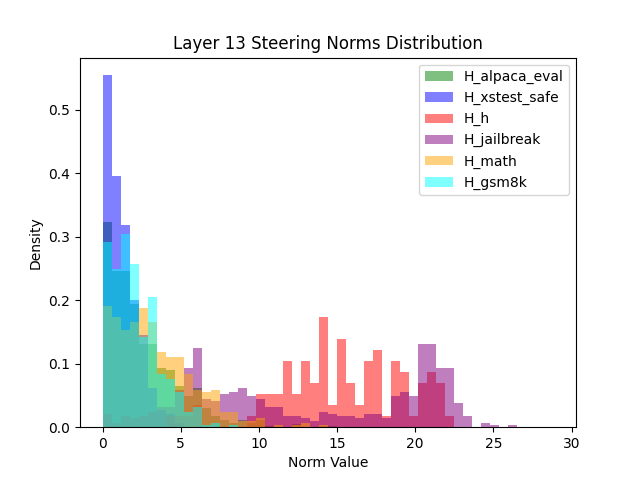 Layer 13 Steering Norms Distribution
H_alpaca_eval
H_xstest_safe
H_h
H_jailbreak
H_math
H_gsm8k
Density
0.5
0.4
0.3
0.2
0.1
0.0
0 5 10 15 20 25 30
Norm Value